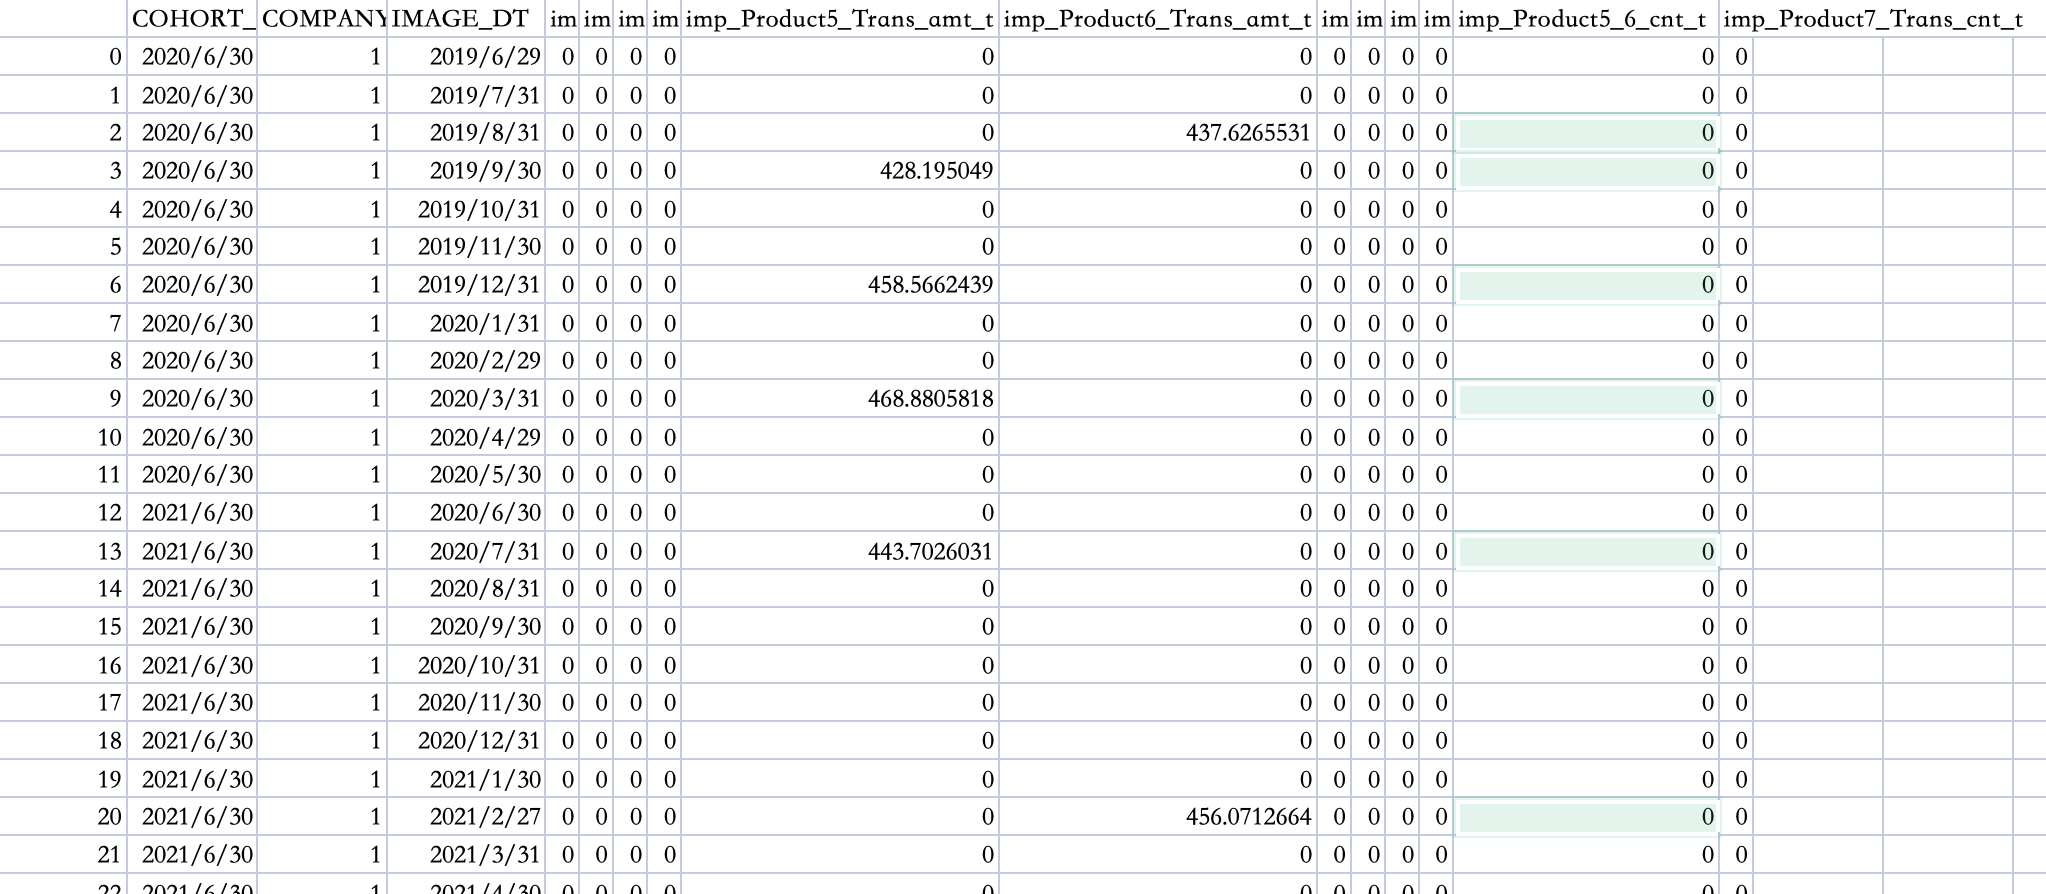 COHORT_ COMPANY IMAGE_DT im im im im imp_Product5_Trans_amt_t imp_Product6_Trans_amt_t im im im im imp_Product5_6_cnt_t imp_Product7_Trans_cnt_t
0 2020/6/30 1 2019/6/29 0 0 0 0 0 0 0 0 0 0 0 0
1 2020/6/30 1 2019/7/31 0 0 0 0 0 0 0 0 0 0 0 0
2 2020/6/30 1 2019/8/31 0 0 0 0 0 437.6265531 0 0 0 0 0 0
3 2020/6/30 1 2019/9/30 0 0 0 0 428.195049 0 0 0 0 0 0 0
4 2020/6/30 1 2019/10/31 0 0 0 0 0 0 0 0 0 0 0 0
5 2020/6/30 1 2019/11/30 0 0 0 0 0 0 0 0 0 0 0 0
6 2020/6/30 1 2019/12/31 0 0 0 0 458.5662439 0 0 0 0 0 0 0
7 2020/6/30 1 2020/1/31 0 0 0 0 0 0 0 0 0 0 0 0
8 2020/6/30 1 2020/2/29 0 0 0 0 0 0 0 0 0 0 0 0
9 2020/6/30 1 2020/3/31 0 0 0 0 468.8805818 0 0 0 0 0 0 0
10 2020/6/30 1 2020/4/29 0 0 0 0 0 0 0 0 0 0 0 0
11 2020/6/30 1 2020/5/30 0 0 0 0 0 0 0 0 0 0 0 0
12 2021/6/30 1 2020/6/30 0 0 0 0 0 0 0 0 0 0 0 0
13 2021/6/30 1 2020/7/31 0 0 0 0 443.7026031 0 0 0 0 0 0 0
14 2021/6/30 1 2020/8/31 0 0 0 0 0 0 0 0 0 0 0 0
15 2021/6/30 1 2020/9/30 0 0 0 0 0 0 0 0 0 0 0 0
16 2021/6/30 1 2020/10/31 0 0 0 0 0 0 0 0 0 0 0 0
17 2021/6/30 1 2020/11/30 0 0 0 0 0 0 0 0 0 0 0 0
18 2021/6/30 1 2020/12/31 0 0 0 0 0 0 0 0 0 0 0 0
19 2021/6/30 1 2021/1/30 0 0 0 0 0 0 0 0 0 0 0 0
20 2021/6/30 1 2021/2/27 0 0 0 0 0 456.0712664 0 0 0 0 0 0
21 2021/6/30 1 2021/3/31 0 0 0 0 0 0 0 0 0 0 0 0
22 2021/6/30 1 2021/4/30 0 0 0 0 0 0 0 0 0 0 0 0